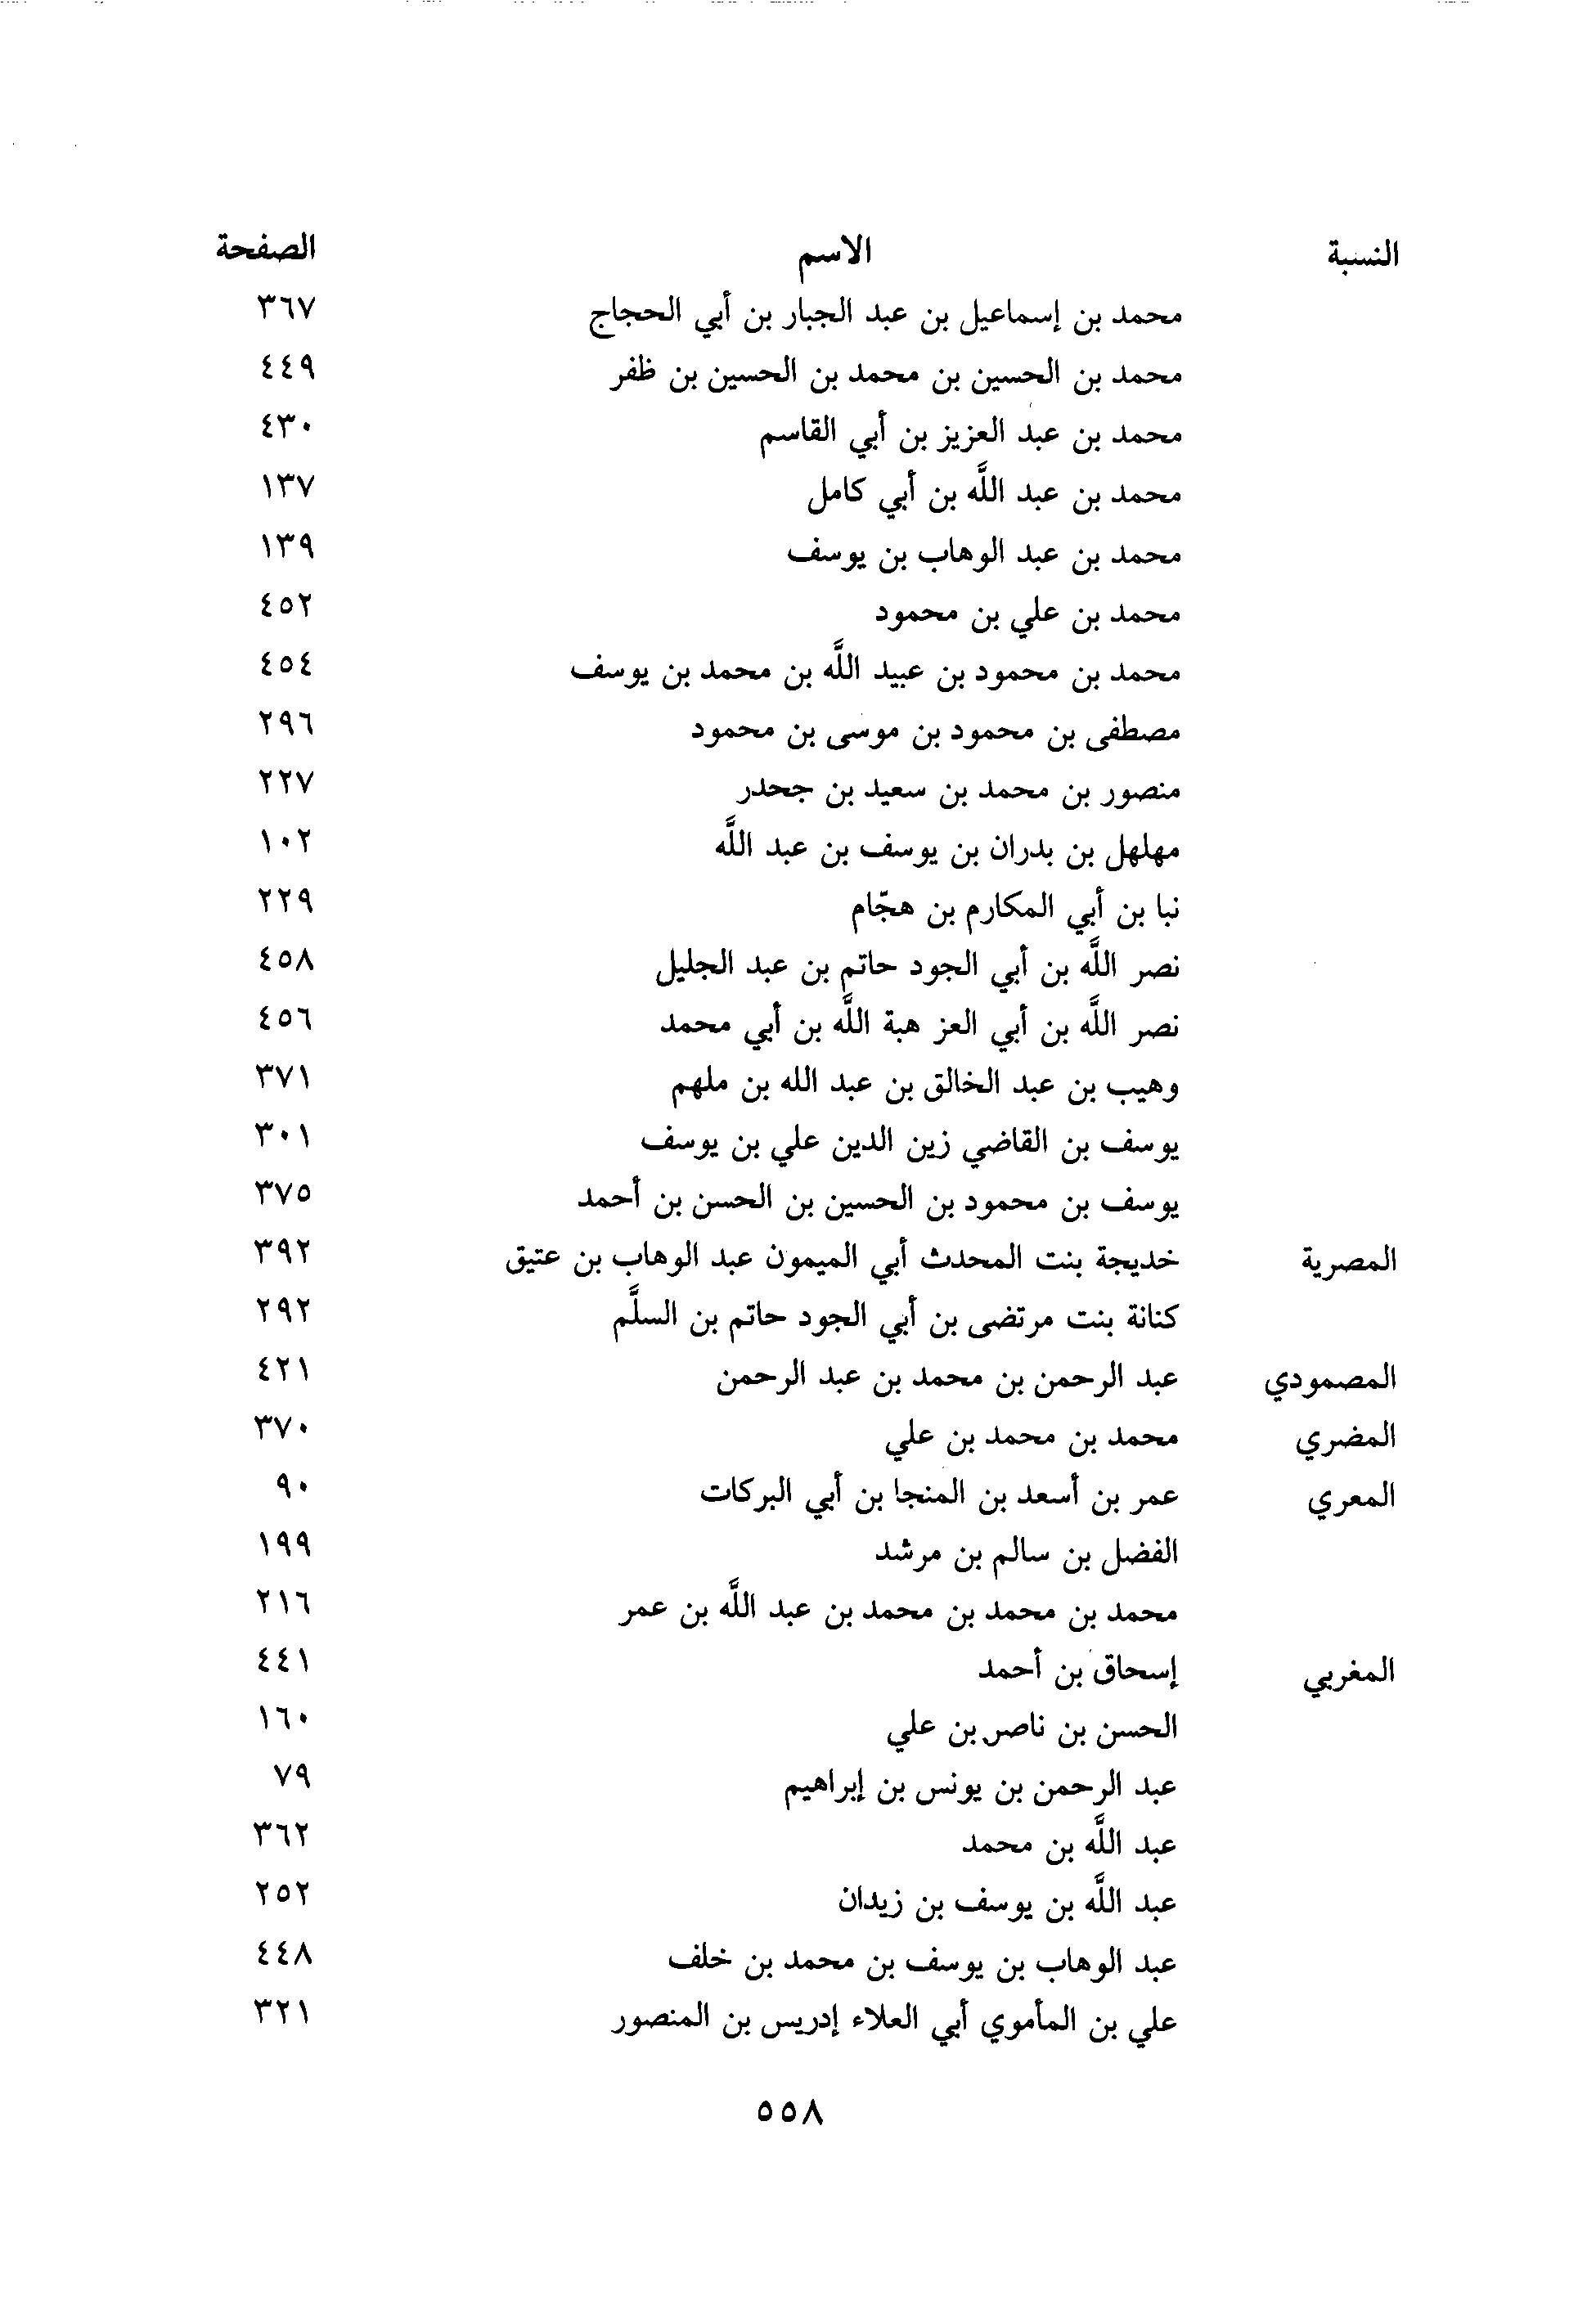 النسبة الاسم الصفحة
محمد بن إسماعيل بن عبد الجبار بن أبي الحجاج ٣٦٧
محمد بن الحسين بن محمد بن الحسين بن ظفر ٤٤٩
محمد بن عبد العزيز بن أبي القاسم ٤٣٠
محمد بن عبد اللَّه بن أبي كامل ١٣٧
محمد بن عبد الوهاب بن يوسف ١٣٩
محمد بن علي بن محمود ٤٥٢
محمد بن محمود بن عبيد اللَّه بن محمد بن يوسف ٤٥٤
مصطفى بن محمود بن موسى بن محمود ٢٩٦
منصور بن محمد بن سعيد بن جحدر ٢٢٧
مهلهل بن بدران بن يوسف بن عبد اللَّه ١٠٢
نبا بن أبي المكارم بن هجّام ٢٢٩
نصر اللَّه بن أبي الجود حاتم بن عبد الجليل ٤٥٨
نصر اللَّه بن أبي العز هبة اللَّه بن أبي محمد ٤٥٦
وهيب بن عبد الخالق بن عبد الله بن ملهم ٣٧١
يوسف بن القاضي زين الدين علي بن يوسف ٣٠١
يوسف بن محمود بن الحسين بن الحسن بن أحمد ٣٧٥
المصرية خديجة بنت المحدث أبي الميمون عبد الوهاب بن عتيق ٣٩٢
كنانة بنت مرتضى بن أبي الجود حاتم بن السلَّم ٢٩٢
المصمودي عبد الرحمن بن محمد بن عبد الرحمن ٤٢١
المضري محمد بن محمد بن علي ٣٧٠
المعري عمر بن أسعد بن المنجا بن أبي البركات ٩٠
الفضل بن سالم بن مرشد ١٩٩
محمد بن محمد بن محمد بن عبد اللَّه بن عمر ٢١٦
المغربي إسحاق بن أحمد ٤٤١
الحسن بن ناصر بن علي ١٦٠
عبد الرحمن بن يونس بن إبراهيم ٧٩
عبد اللَّه بن محمد ٣٦٢
عبد اللَّه بن يوسف بن زيدان ٢٥٢
عبد الوهاب بن يوسف بن محمد بن خلف ٤٤٨
علي بن المأموي أبي العلاء إدريس بن المنصور ٣٢١
٥٥٨